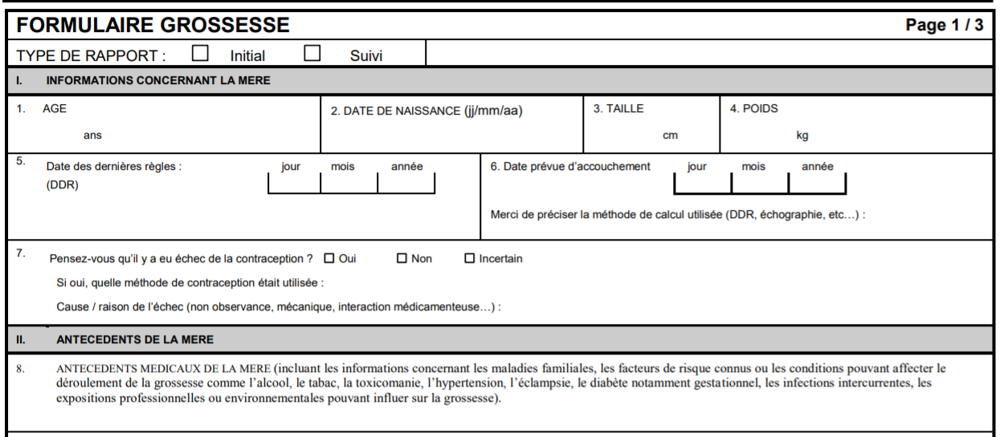 FORMULAIRE GROSSESSE Page 1 / 3
TYPE DE RAPPORT : Initial Suivi
I. INFORMATIONS CONCERNANT LA MERE
1. AGE 2. DATE DE NAISSANCE (jj/mm/aa) 3. TAILLE 4. POIDS
ans cm kg
5. Date des dernières règles : jour mois année 6. Date prévue d'accouchement jour mois année
(DDR)
Merci de préciser la méthode de calcul utilisée (DDR, échographie, etc…) :
7. Pensez-vous qu'il y a eu échec de la contraception ? Oui Non Incertain
Si oui, quelle méthode de contraception était utilisée :
Cause / raison de l'échec (non observance, mécanique, interaction médicamenteuse…) :
II. ANTECEDENTS DE LA MERE
8. ANTECEDENTS MEDICAUX DE LA MERE (incluant les informations concernant les maladies familiales, les facteurs de risque connus ou les conditions pouvant affecter le
déroulement de la grossesse comme l'alcool, le tabac, la toxicomanie, l'hypertension, l'éclampsie, le diabète notamment gestationnel, les infections intercurrentes, les
expositions professionnelles ou environnementales pouvant influer sur la grossesse).